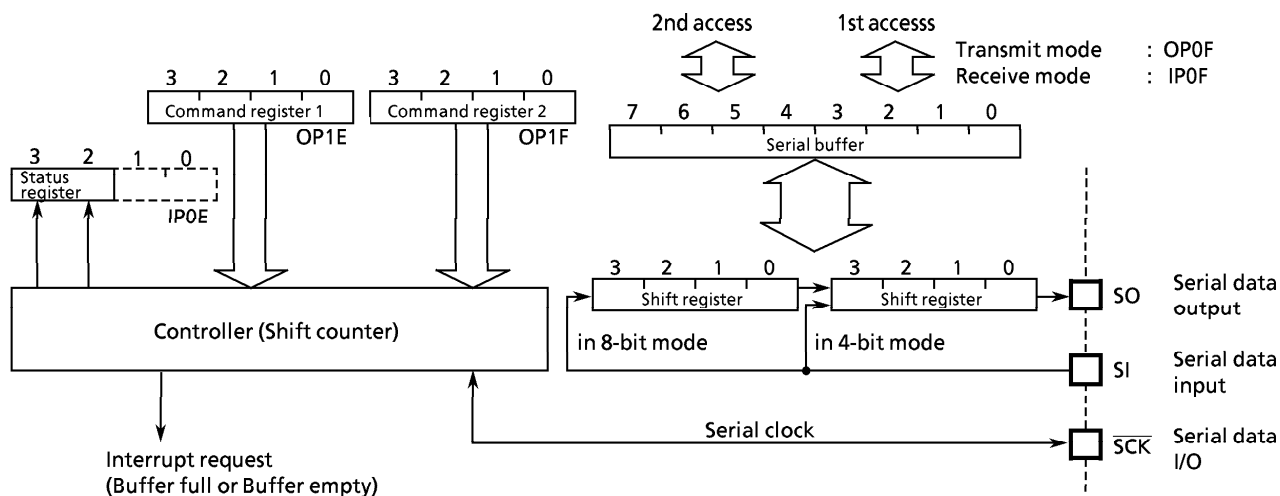 2nd access 1st accesss
Transmit mode : OP0F
Receive mode : IP0F
3 2 1 0 3 2 1 0
Command register 1 Command register 2
OP1E OP1F
7 6 5 4 3 2 1 0
Serial buffer
3 2 1 0
Status
register
IP0E
3 2 1 0 3 2 1 0
Shift register Shift register
SO Serial data
output
Controller (Shift counter)
in 8-bit mode in 4-bit mode
SI Serial data
input
Serial clock
SCK Serial data
I/O
Interrupt request
(Buffer full or Buffer empty)